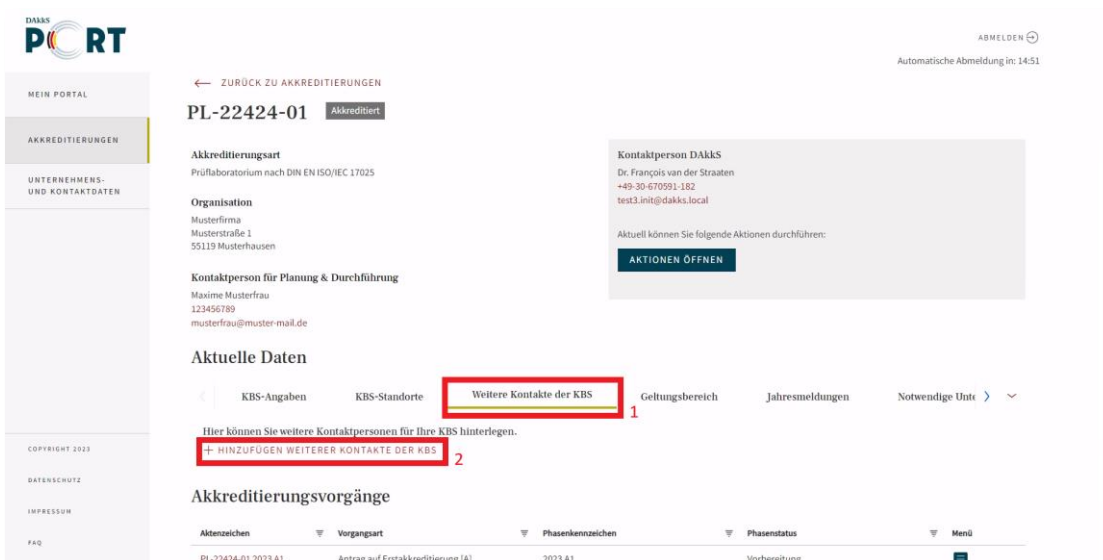 DAkkS
PORT
ABMELDEN
Automatische Abmeldung in: 14:51
MEIN PORTAL
AKKREDITIERUNGEN
UNTERNEHMENS-
UND KONTAKTDATEN
ZURÜCK ZU AKKREDITIERUNGEN
PL-22424-01 Akkreditiert
Akkreditierungsart
Prüflaboratorium nach DIN EN ISO/IEC 17025
Organisation
Musterfirma
Musterstraße 1
55119 Musterhausen
Kontaktperson für Planung & Durchführung
Maxime Musterfrau
123456789
musterfrau@muster-mail.de
Kontaktperson DAkkS
Dr. François van der Straaten
+49-30-670591-182
test3.init@dakks.local
Aktuell können Sie folgende Aktionen durchführen:
AKTIONEN ÖFFNEN
Aktuelle Daten
KBS-Angaben KBS-Standorte Weitere Kontakte der KBS Geltungsbereich Jahresmeldungen Notwendige Unte
1
Hier können Sie weitere Kontaktpersonen für Ihre KBS hinterlegen.
+ HINZUFÜGEN WEITERER KONTAKTE DER KBS
2
Akkreditierungsvorgänge
Aktenzeichen Vorgangsart Phasenkennzeichen Phasenstatus Menü
PL-22424-01 2023 A1 Antrag auf Erstakkreditierung [A] 2023 A1 Vorbereitung
COPYRIGHT 2023
DATENSCHUTZ
IMPRESSUM
FAQ